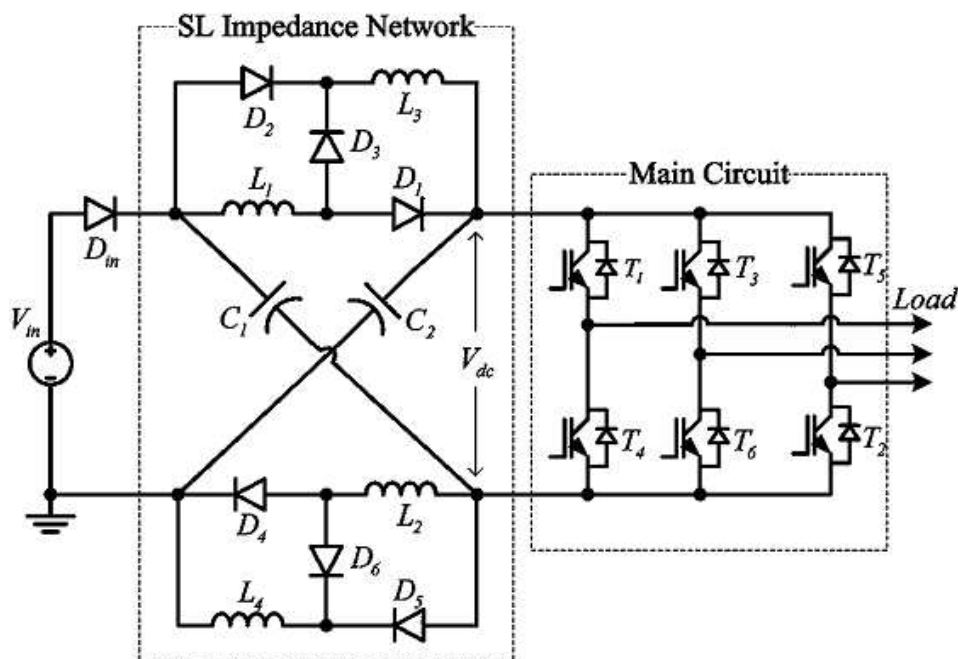 SL Impedance Network
D2
L3
D3
L1
D1
Main Circuit
Din
T1
T3
T5
Load
C1
C2
Vin
+
-
Vdc
T4
T6
T2
D4
L2
D6
L4
D5